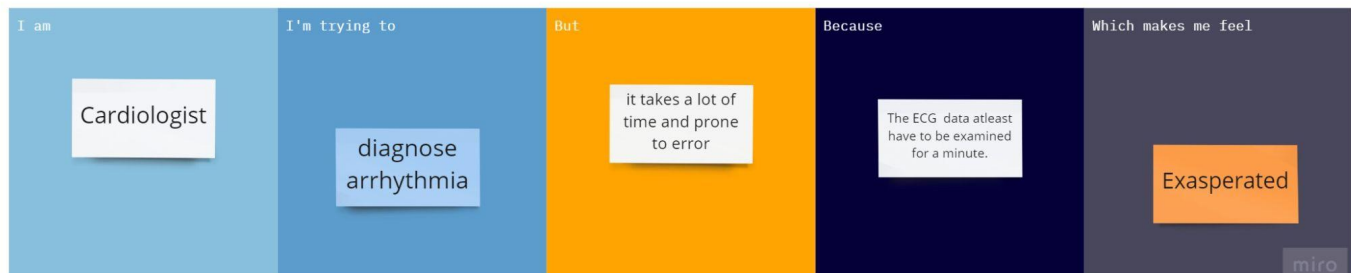 I am
Cardiologist
I'm trying to
diagnose
arrhythmia
But
it takes a lot of
time and prone
to error
Because
The ECG data atleast
have to be examined
for a minute.
Which makes me feel
Exasperated
miro